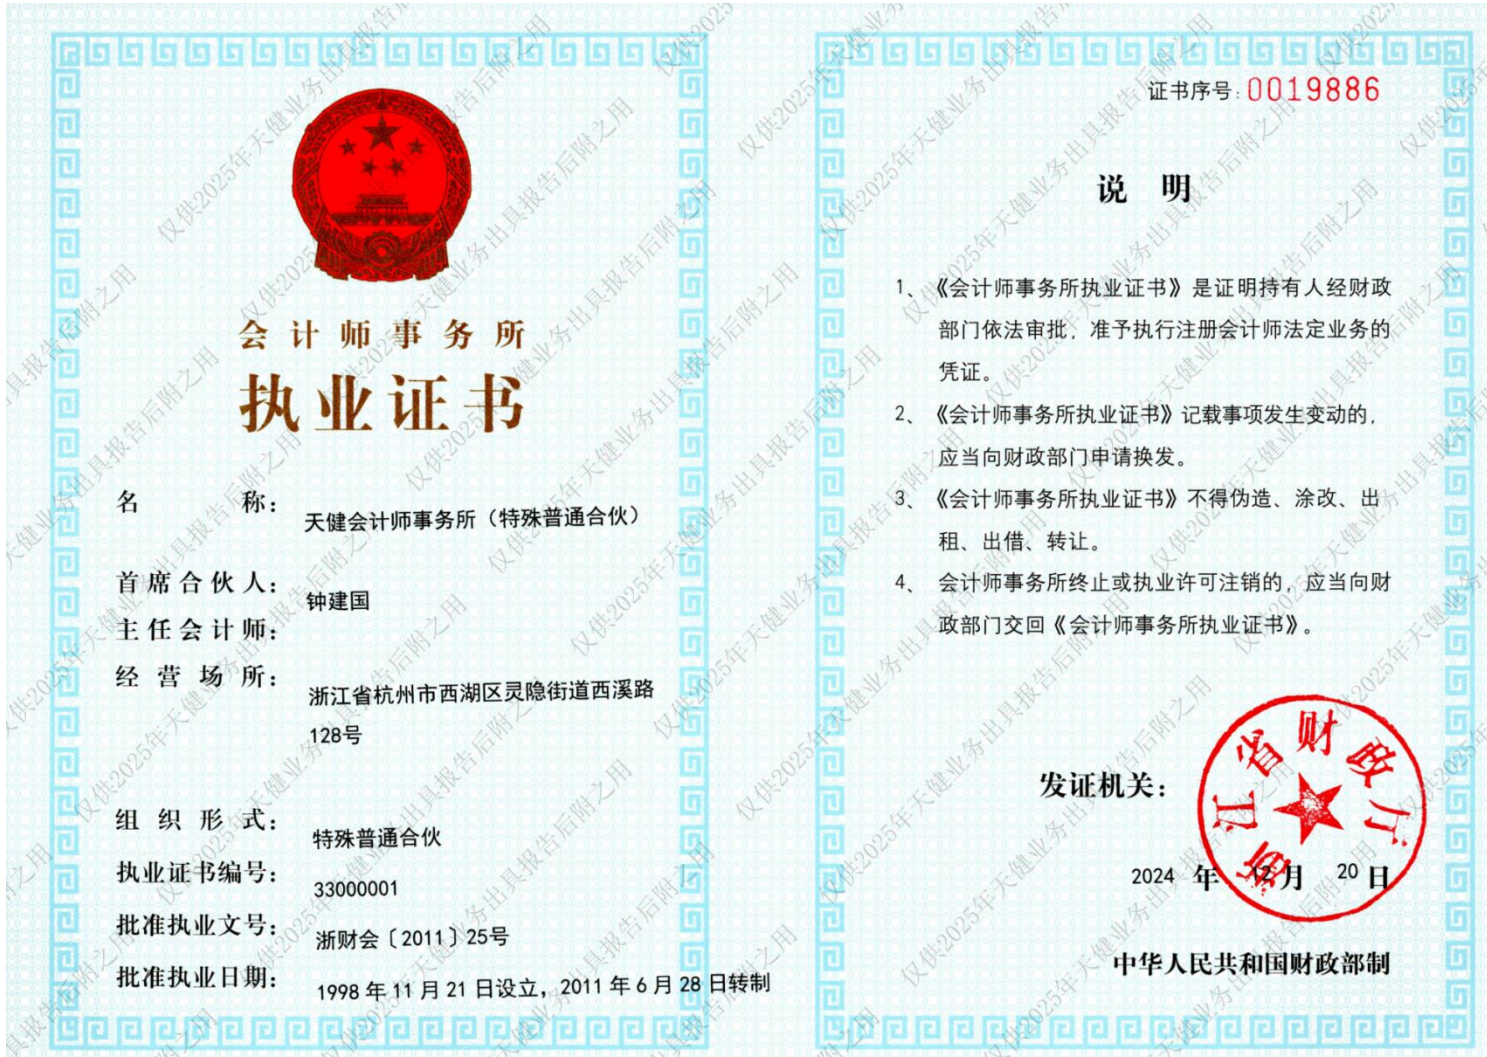 会计师事务所
执业证书
名 称：
天健会计师事务所（特殊普通合伙）
首席合伙人：
钟建国
主任会计师：
经营场所：
浙江省杭州市西湖区灵隐街道西溪路
128号
组织形式：
特殊普通合伙
执业证书编号：
33000001
批准执业文号：
浙财会〔2011〕25号
批准执业日期：
1998年11月21日设立，2011年6月28日转制
证书序号：0019886
说 明
1、《会计师事务所执业证书》是证明持有人经财政
部门依法审批，准予执行注册会计师法定业务的
凭证。
2、《会计师事务所执业证书》记载事项发生变动的，
应当向财政部门申请换发。
3、《会计师事务所执业证书》不得伪造、涂改、出
租、出借、转让。
4、会计师事务所终止或执业许可注销的，应当向财
政部门交回《会计师事务所执业证书》。
发证机关：
浙江省财政厅
2024年12月20日
中华人民共和国财政部制
仅供2025年天健业务出具报告后附之用